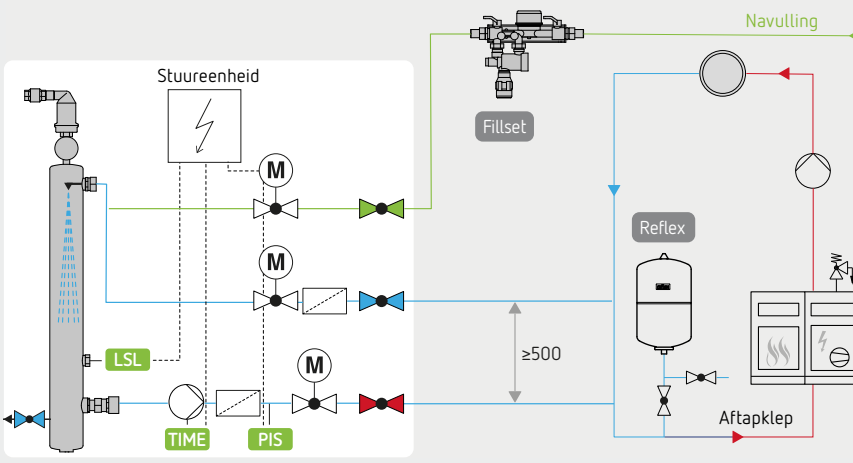 Navulling
Stuureenheid
Fillset
M
Reflex
M
LSL
≥500
M
Aftapklep
TIME
PIS